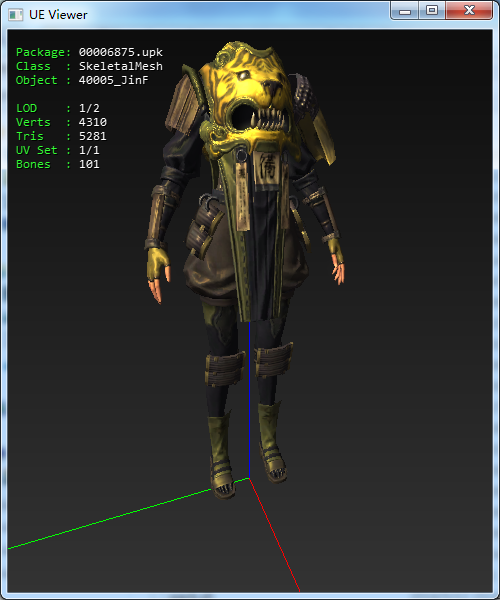 UE Viewer
Package: 00006875.upk
Class : SkeletalMesh
Object : 40005_JinF
LOD : 1/2
Verts : 4310
Tris : 5281
UV Set : 1/1
Bones : 101